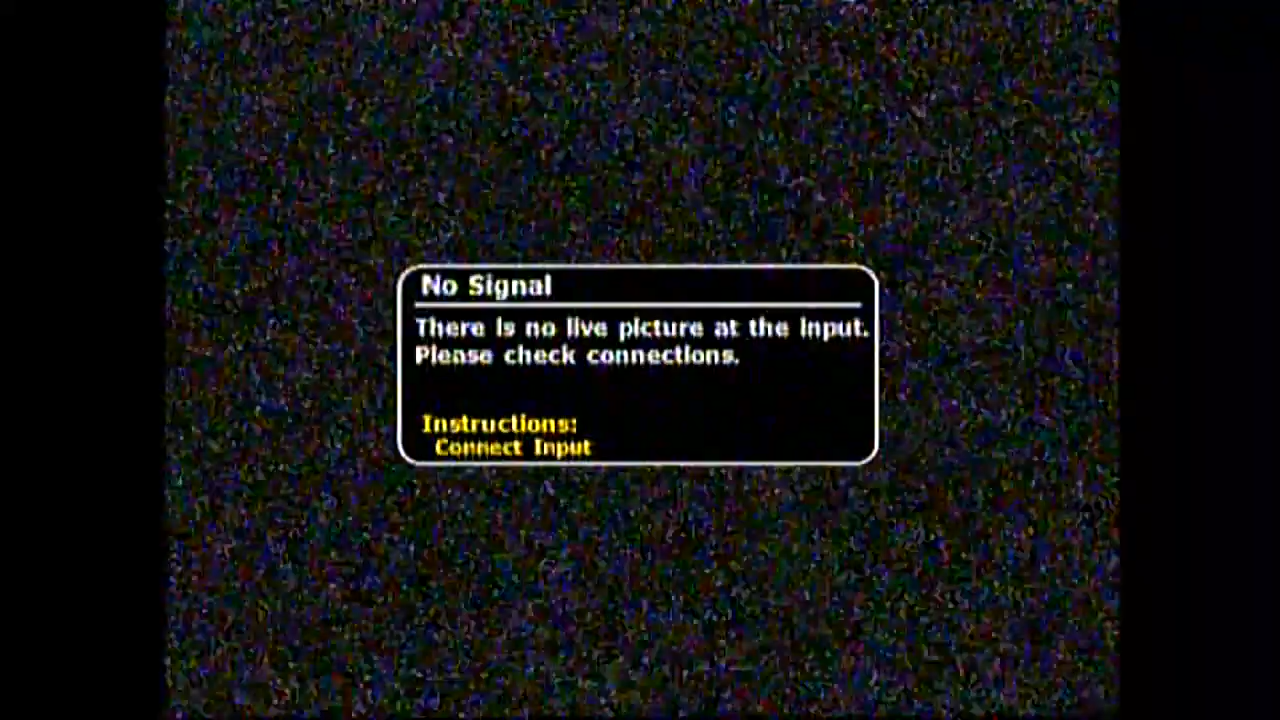 No Signal
There is no live picture at the input.
Please check connections.
Instructions:
Connect Input